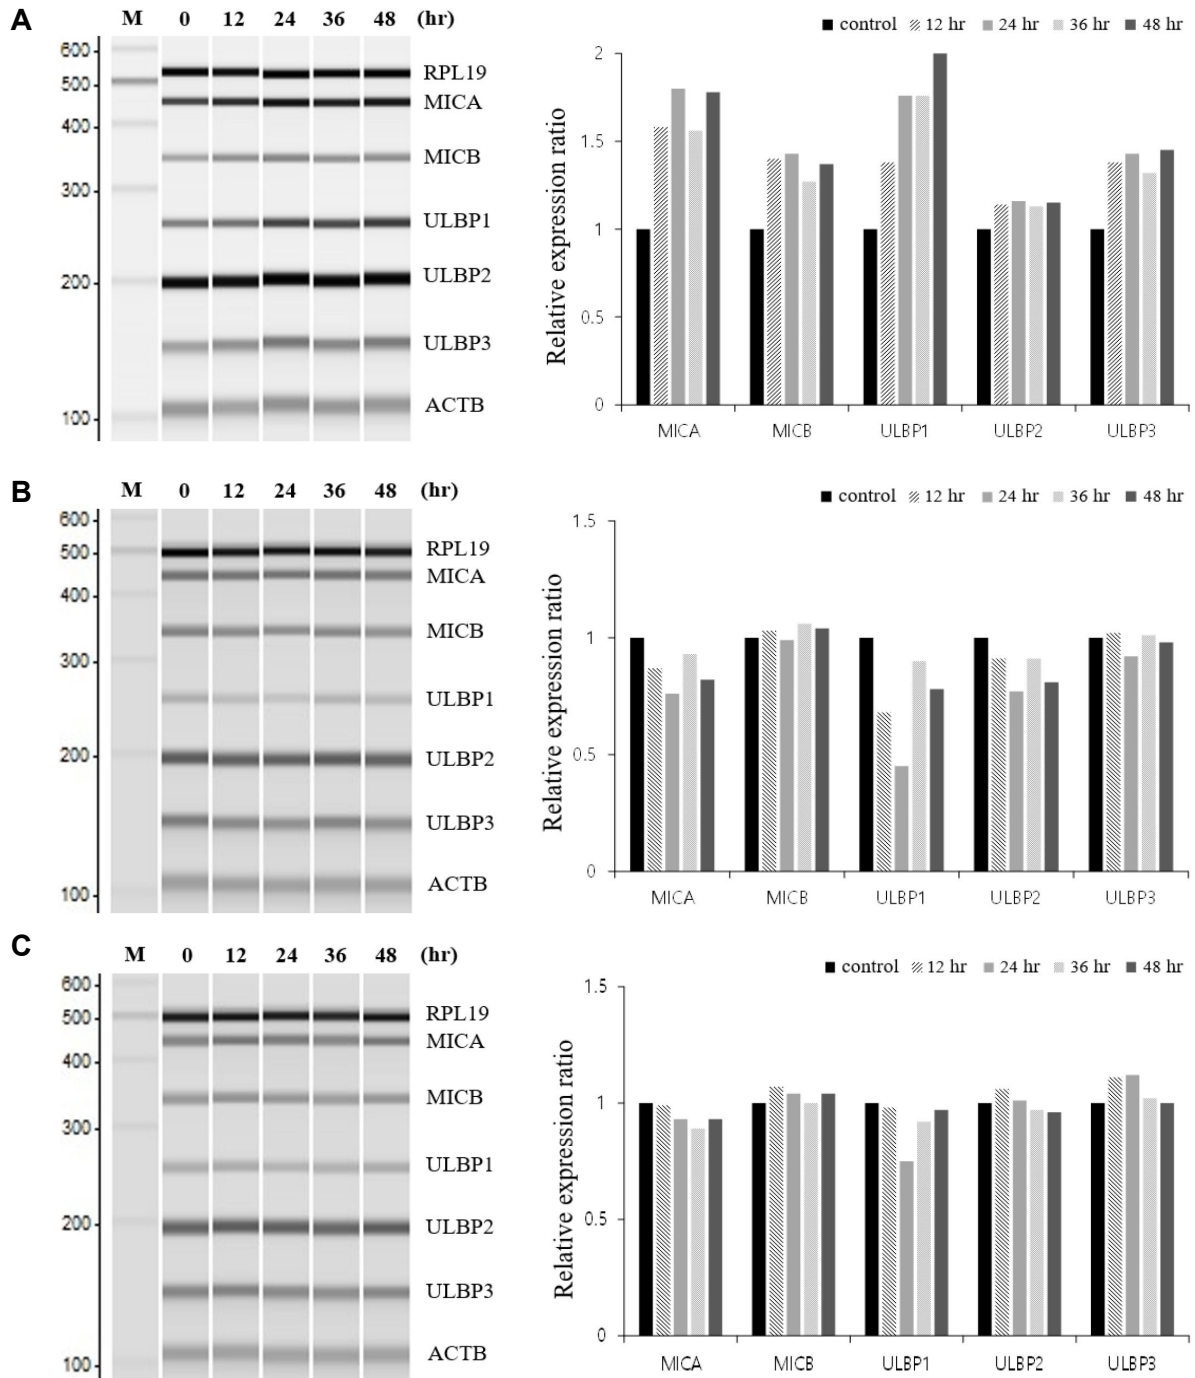 A
M 0 12 24 36 48 (hr)
600
500
400
300
200
100
RPL19
MICA
MICB
ULBP1
ULBP2
ULBP3
ACTB
control 12 hr 24 hr 36 hr 48 hr
Relative expression ratio
2
1.5
1
0.5
0
MICA MICB ULBP1 ULBP2 ULBP3
B
M 0 12 24 36 48 (hr)
600
500
400
300
200
100
RPL19
MICA
MICB
ULBP1
ULBP2
ULBP3
ACTB
control 12 hr 24 hr 36 hr 48 hr
Relative expression ratio
1.5
1
0.5
0
MICA MICB ULBP1 ULBP2 ULBP3
C
M 0 12 24 36 48 (hr)
600
500
400
300
200
100
RPL19
MICA
MICB
ULBP1
ULBP2
ULBP3
ACTB
control 12 hr 24 hr 36 hr 48 hr
Relative expression ratio
1.5
1
0.5
0
MICA MICB ULBP1 ULBP2 ULBP3